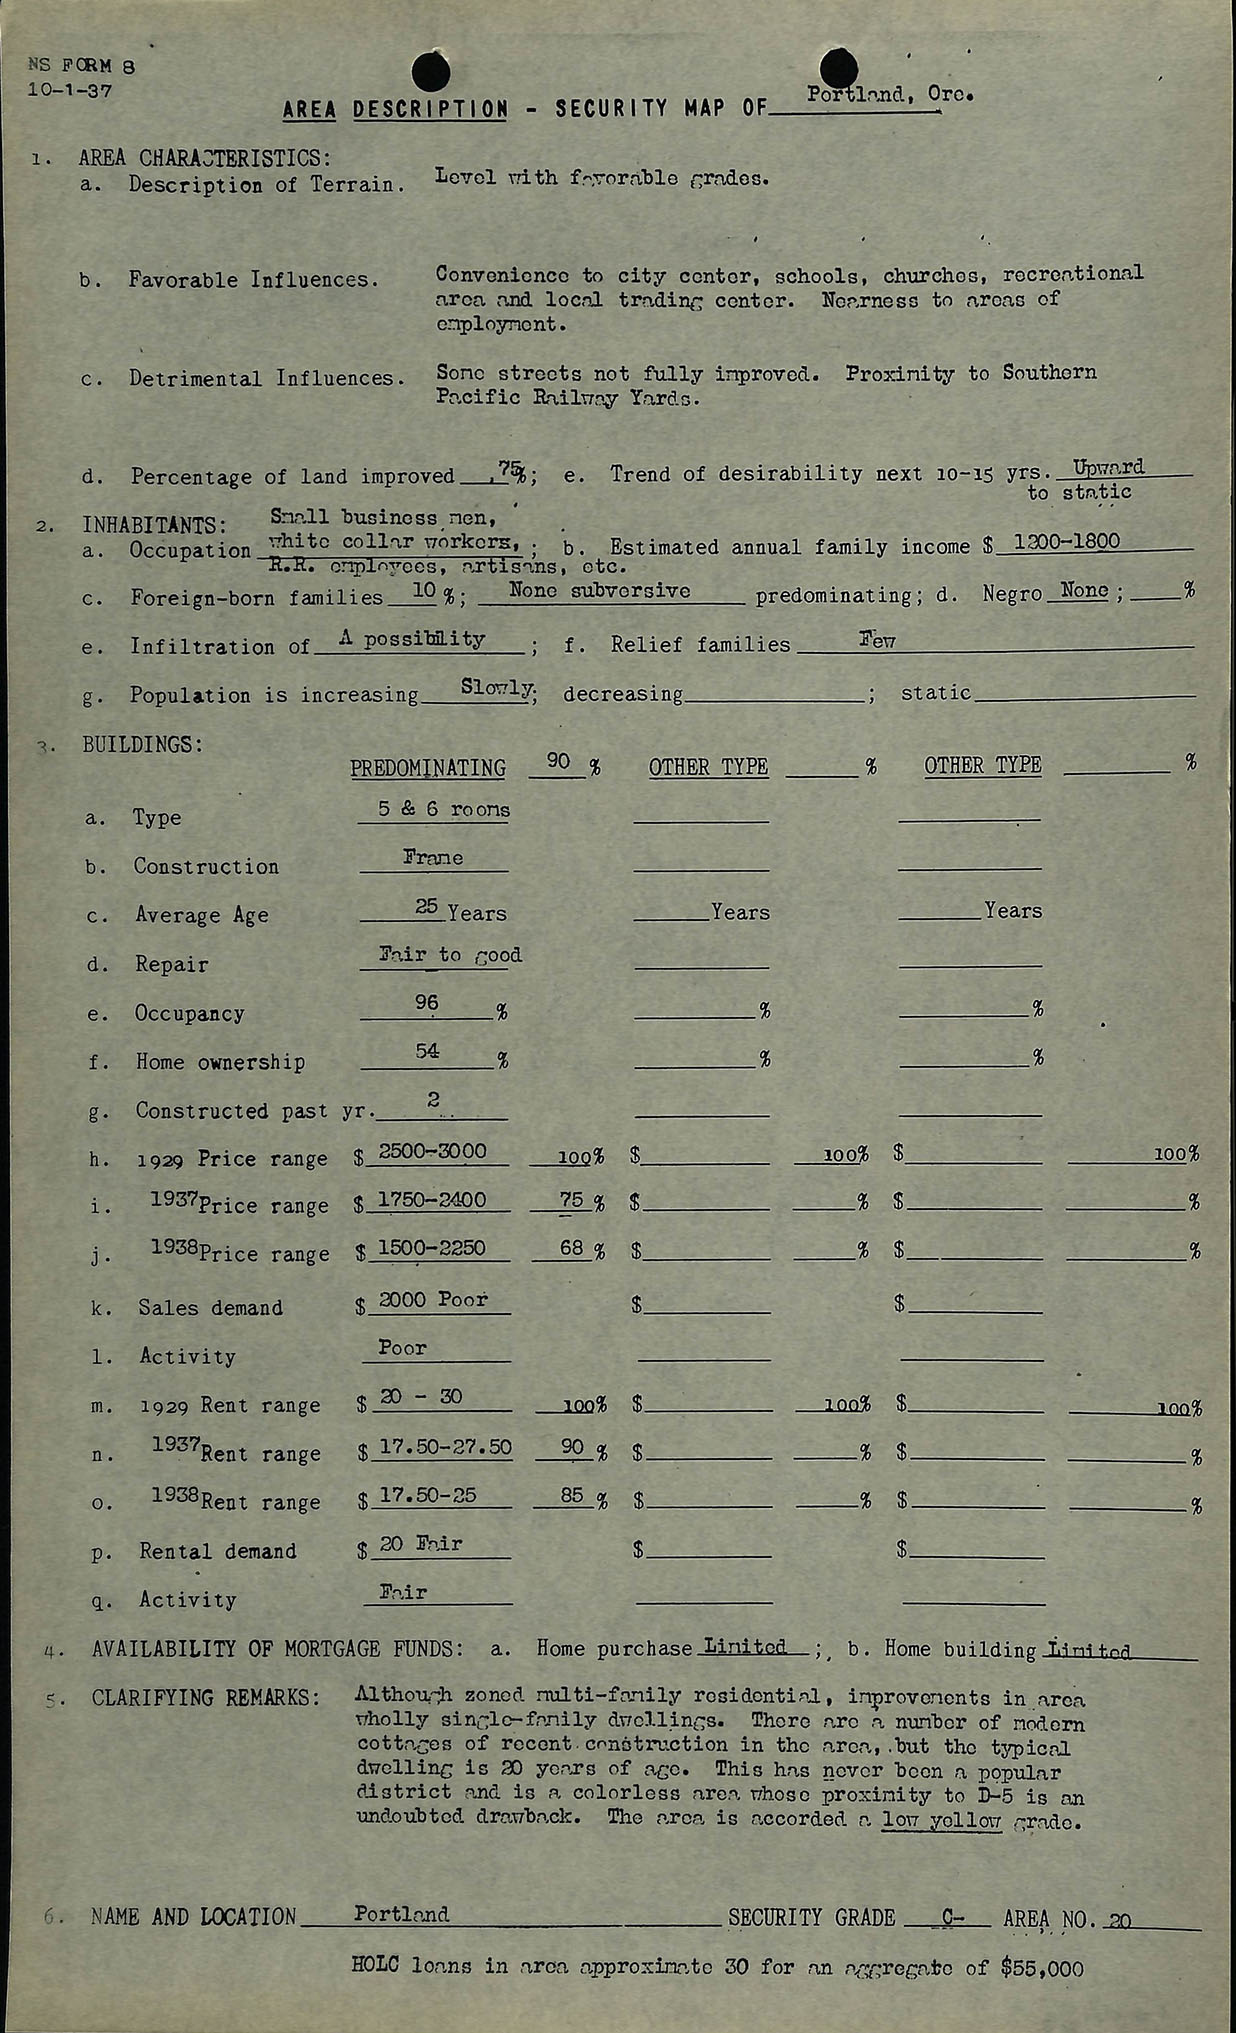 NS FORM 8
10-1-37
AREA DESCRIPTION - SECURITY MAP OF Portland, Ore.
1. AREA CHARACTERISTICS:
a. Description of Terrain. Level with favorable grades.
b. Favorable Influences. Convenience to city center, schools, churches, recreational
area and local trading center. Nearness to areas of
employment.
c. Detrimental Influences. Some streets not fully improved. Proximity to Southern
Pacific Railway Yards.
d. Percentage of land improved 75%; e. Trend of desirability next 10-15 yrs. Upward
to static
2. INHABITANTS: Small business men,
a. Occupation white collar workers, ; b. Estimated annual family income $ 1200-1800
R.R. employees, artisans, etc.
c. Foreign-born families 10 %; None subversive predominating; d. Negro None ; %
e. Infiltration of A possibility ; f. Relief families Few
g. Population is increasing Slowly; decreasing ; static
3. BUILDINGS:
PREDOMINATING 90 % OTHER TYPE % OTHER TYPE %
a. Type 5 & 6 rooms
b. Construction Frame
c. Average Age 25 Years Years Years
d. Repair Fair to good
e. Occupancy 96 % % %
f. Home ownership 54 % % %
g. Constructed past yr. 2
h. 1929 Price range $ 2500-3000 100% $ 100% $ 100%
i. 1937 Price range $ 1750-2400 75 % $ % $ %
j. 1938 Price range $ 1500-2250 68 % $ % $ %
k. Sales demand $ 2000 Poor $ $
l. Activity Poor
m. 1929 Rent range $ 20 - 30 100% $ 100% $ 100%
n. 1937 Rent range $ 17.50-27.50 90 % $ % $ %
o. 1938 Rent range $ 17.50-25 85 % $ % $ %
p. Rental demand $ 20 Fair $ $
q. Activity Fair
4. AVAILABILITY OF MORTGAGE FUNDS: a. Home purchase Limited ; b. Home building Limited
5. CLARIFYING REMARKS: Although zoned multi-family residential, improvements in area
wholly single-family dwellings. There are a number of modern
cottages of recent construction in the area, but the typical
dwelling is 20 years of age. This has never been a popular
district and is a colorless area whose proximity to D-5 is an
undoubted drawback. The area is accorded a low yellow grade.
6. NAME AND LOCATION Portland SECURITY GRADE C- AREA NO. 20
HOLC loans in area approximate 30 for an aggregate of $55,000